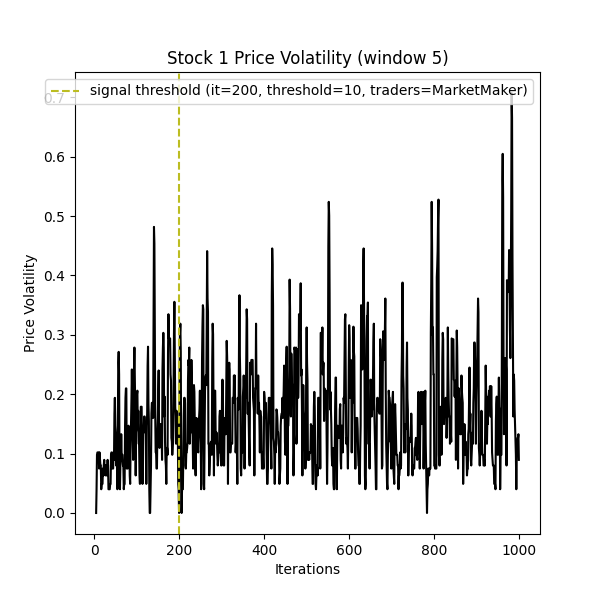 Stock 1 Price Volatility (window 5)
signal threshold (it=200, threshold=10, traders=MarketMaker)
0.7
0.6
0.5
0.4
0.3
0.2
0.1
0.0
Price Volatility
0 200 400 600 800 1000
Iterations